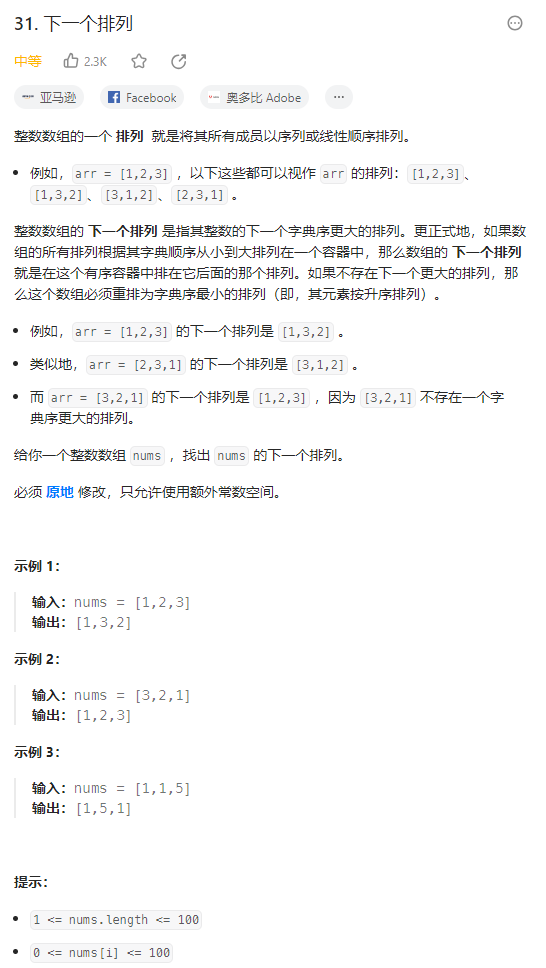 31. 下一个排列
中等 2.3K
亚马逊 Facebook 奥多比 Adobe ...
整数数组的一个 排列 就是将其所有成员以序列或线性顺序排列。
• 例如，arr = [1,2,3] ，以下这些都可以视作 arr 的排列：[1,2,3]、
[1,3,2]、[3,1,2]、[2,3,1] 。
整数数组的 下一个排列 是指其整数的下一个字典序更大的排列。更正式地，如果数
组的所有排列根据其字典顺序从小到大排列在一个容器中，那么数组的 下一个排列
就是在这个有序容器中排在它后面的那个排列。如果不存在下一个更大的排列，那
么这个数组必须重排为字典序最小的排列（即，其元素按升序排列）。
• 例如，arr = [1,2,3] 的下一个排列是 [1,3,2] 。
• 类似地，arr = [2,3,1] 的下一个排列是 [3,1,2] 。
• 而 arr = [3,2,1] 的下一个排列是 [1,2,3] ，因为 [3,2,1] 不存在一个字
典序更大的排列。
给你一个整数数组 nums ，找出 nums 的下一个排列。
必须 原地 修改，只允许使用额外常数空间。
示例 1：
输入：nums = [1,2,3]
输出：[1,3,2]
示例 2：
输入：nums = [3,2,1]
输出：[1,2,3]
示例 3：
输入：nums = [1,1,5]
输出：[1,5,1]
提示：
• 1 <= nums.length <= 100
• 0 <= nums[i] <= 100